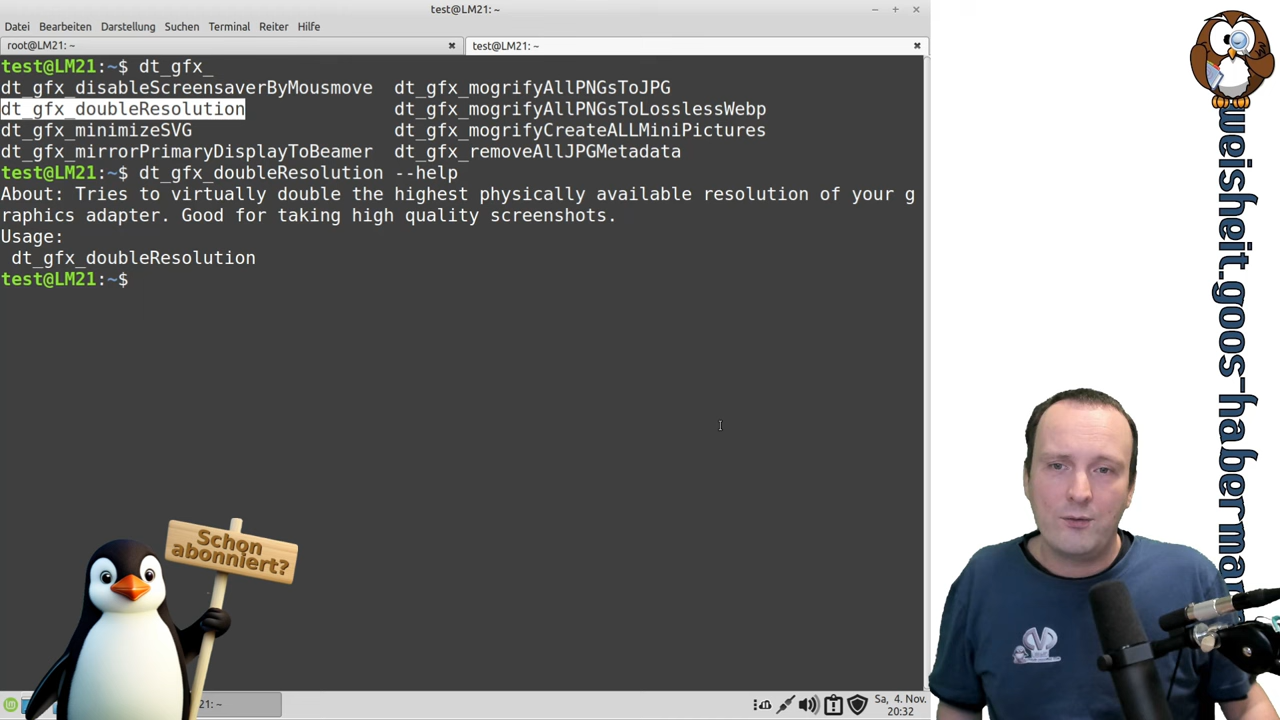 test@LM21: ~
Datei Bearbeiten Darstellung Suchen Terminal Reiter Hilfe
root@LM21: ~
test@LM21: ~
test@LM21:~$ dt_gfx_
dt_gfx_disableScreensaverByMousmove dt_gfx_mogrifyAllPNGsToJPG
dt_gfx_doubleResolution dt_gfx_mogrifyAllPNGsToLosslessWebp
dt_gfx_minimizeSVG dt_gfx_mogrifyCreateALLMiniPictures
dt_gfx_mirrorPrimaryDisplayToBeamer dt_gfx_removeAllJPGMetadata
test@LM21:~$ dt_gfx_doubleResolution --help
About: Tries to virtually double the highest physically available resolution of your g
raphics adapter. Good for taking high quality screenshots.
Usage:
dt_gfx_doubleResolution
test@LM21:~$
Schon
abonniert?
: ~
Sa, 4. Nov.
20:32